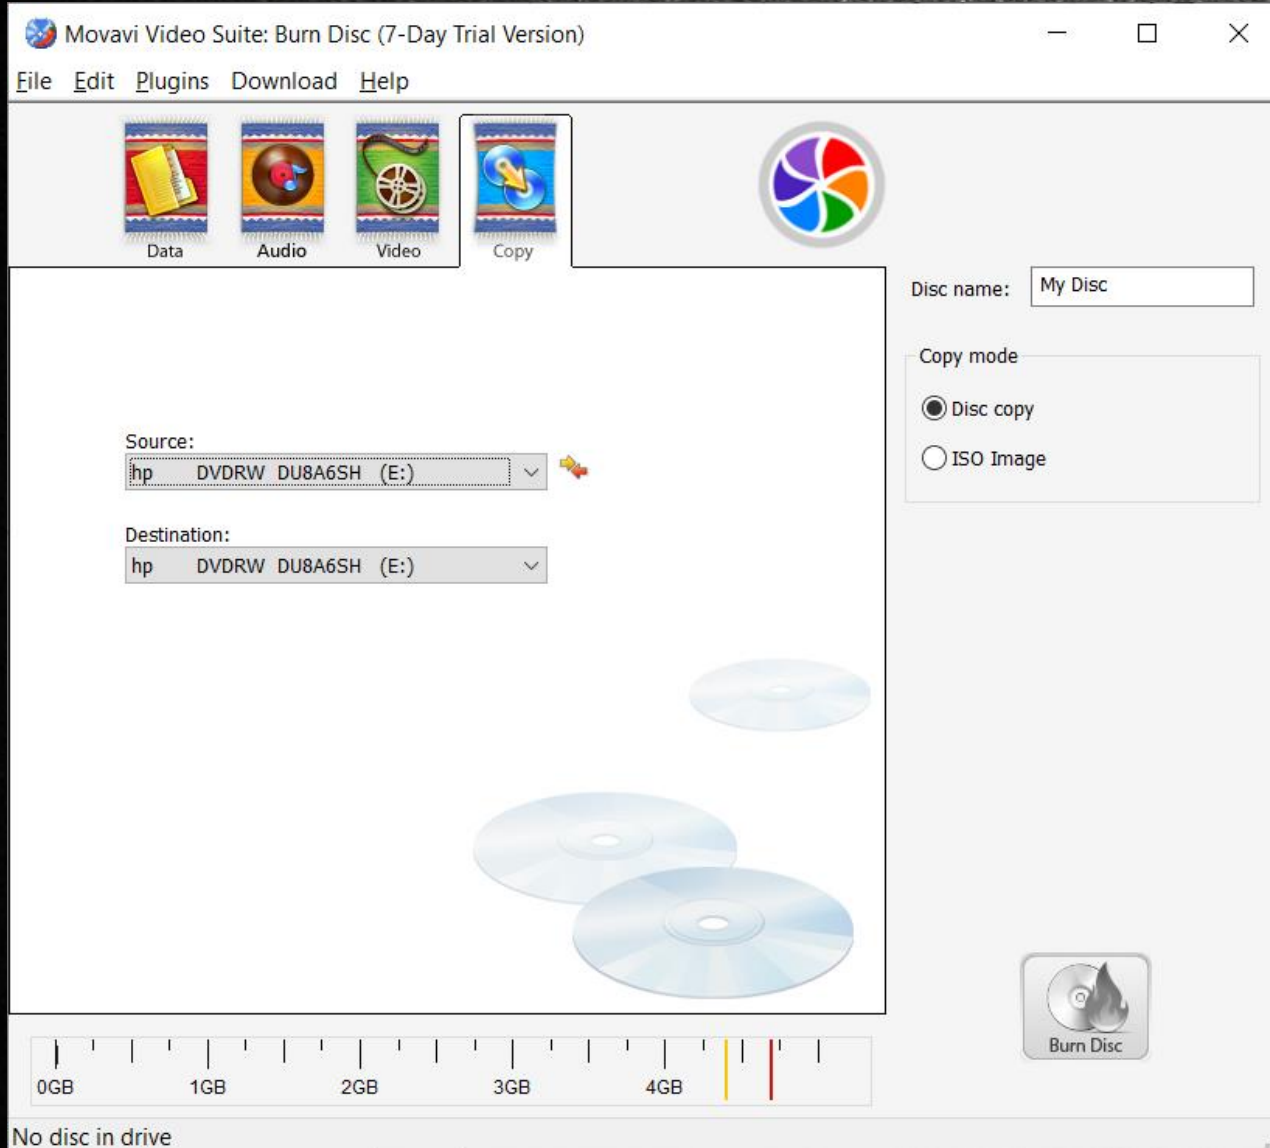 Movavi Video Suite: Burn Disc (7-Day Trial Version)
File Edit Plugins Download Help
Data Audio Video Copy
Disc name: My Disc
Copy mode
Disc copy
ISO Image
Source:
hp DVDRW DU8A6SH (E:)
Destination:
hp DVDRW DU8A6SH (E:)
Burn Disc
0GB 1GB 2GB 3GB 4GB
No disc in drive